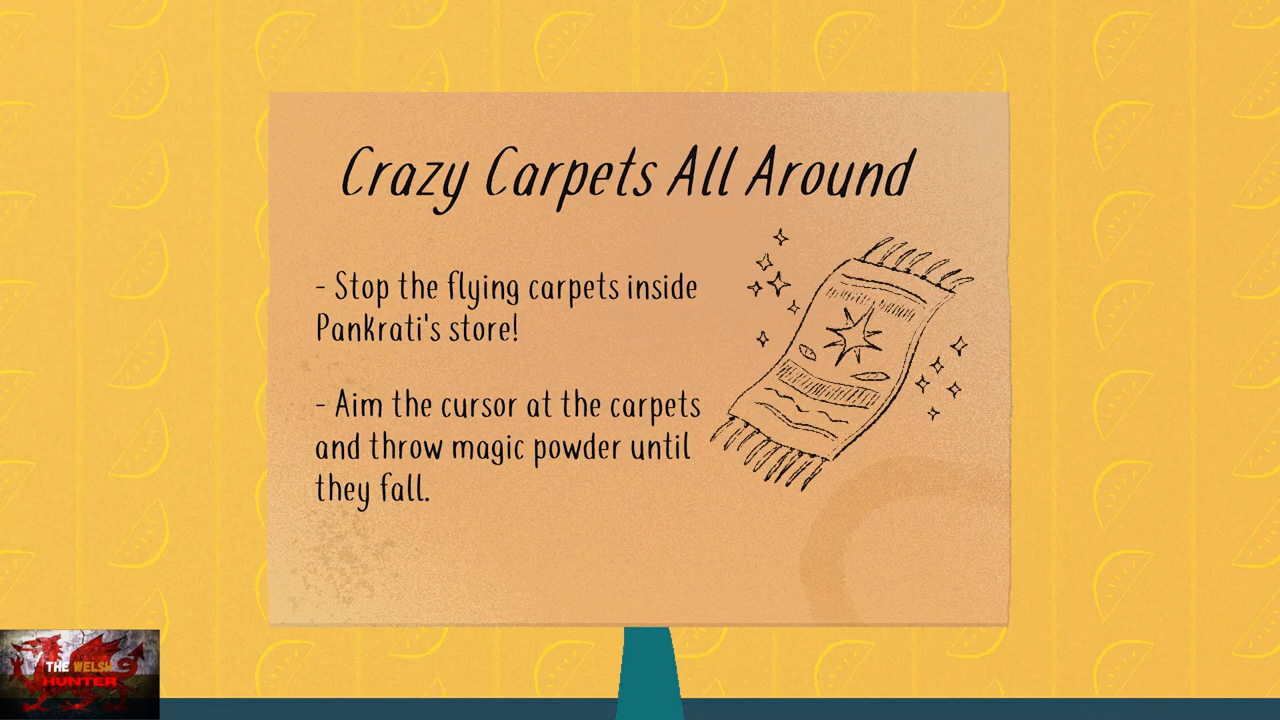 Crazy Carpets All Around
- Stop the flying carpets inside
Pankrati's store!
- Aim the cursor at the carpets
and throw magic powder until
they fall.
THE WELSH
HUNTER